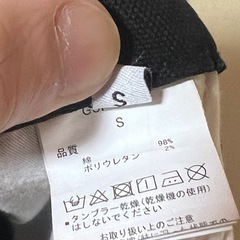 S
S
品質
綿 98%
ポリウレタン 2%
・タンブラー乾燥(乾燥機の使用)
はしないでください
お取り扱い上のご注意